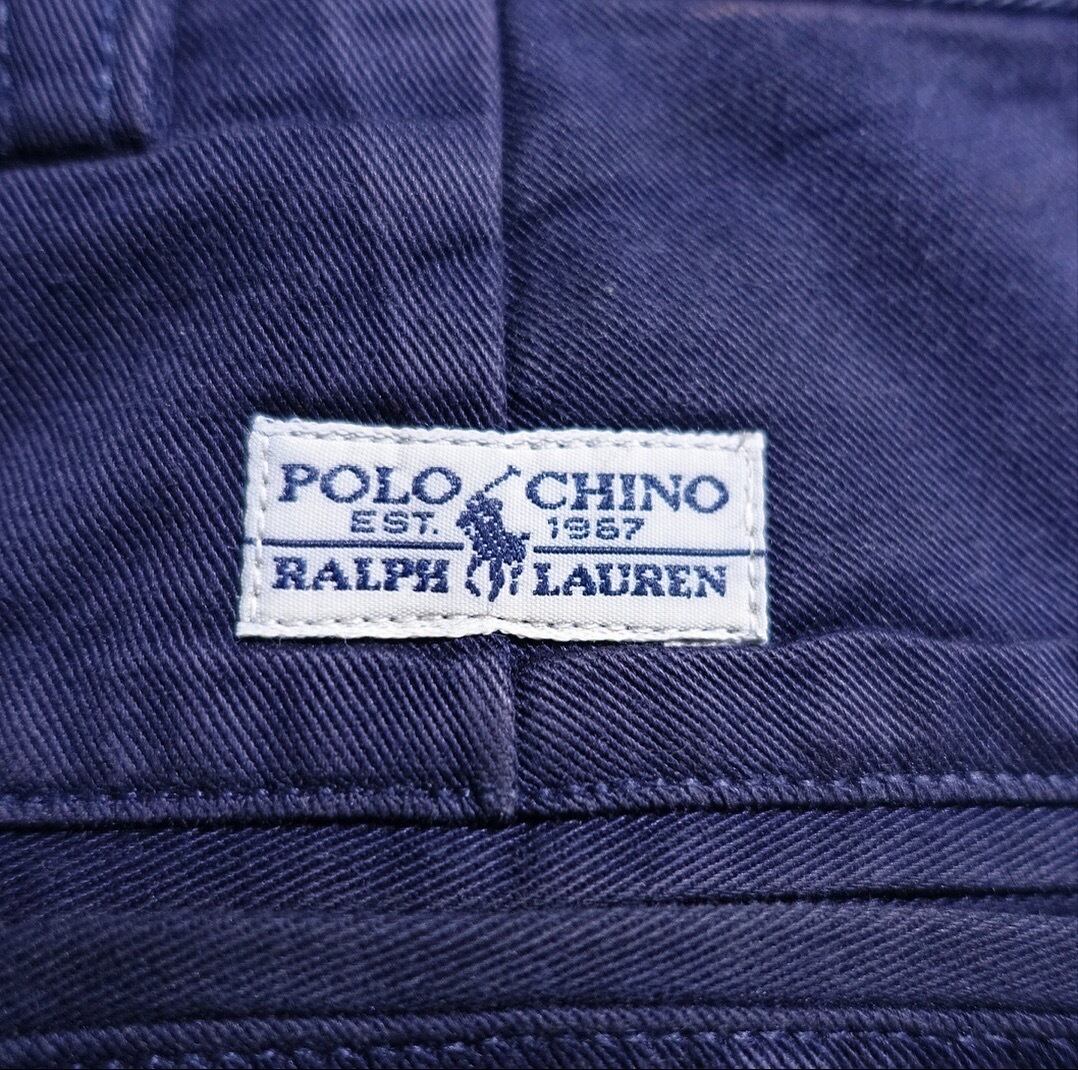 POLO CHINO
EST. 1967
RALPH LAUREN